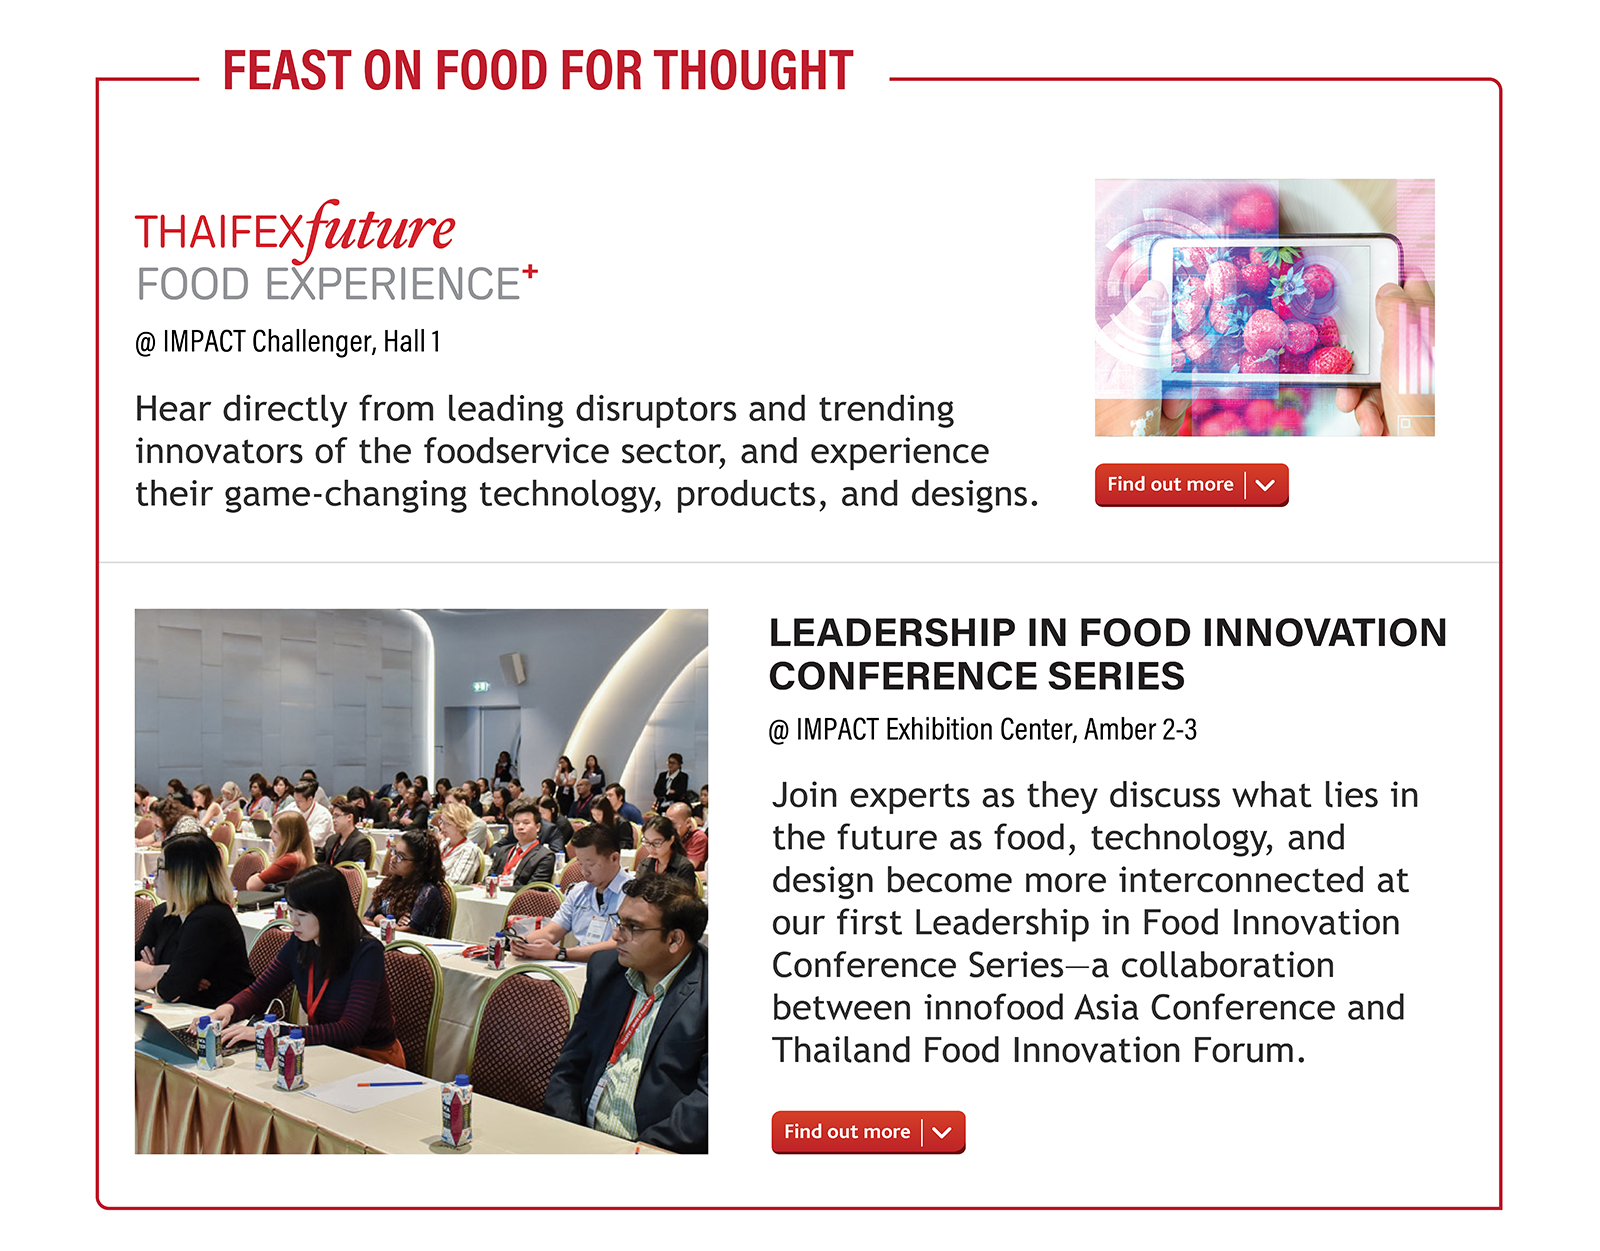 FEAST ON FOOD FOR THOUGHT
THAIFEX future
FOOD EXPERIENCE+
@ IMPACT Challenger, Hall 1
Hear directly from leading disruptors and trending
innovators of the foodservice sector, and experience
their game-changing technology, products, and designs.
Find out more
LEADERSHIP IN FOOD INNOVATION
CONFERENCE SERIES
@ IMPACT Exhibition Center, Amber 2-3
Join experts as they discuss what lies in
the future as food, technology, and
design become more interconnected at
our first Leadership in Food Innovation
Conference Series—a collaboration
between innofood Asia Conference and
Thailand Food Innovation Forum.
Find out more